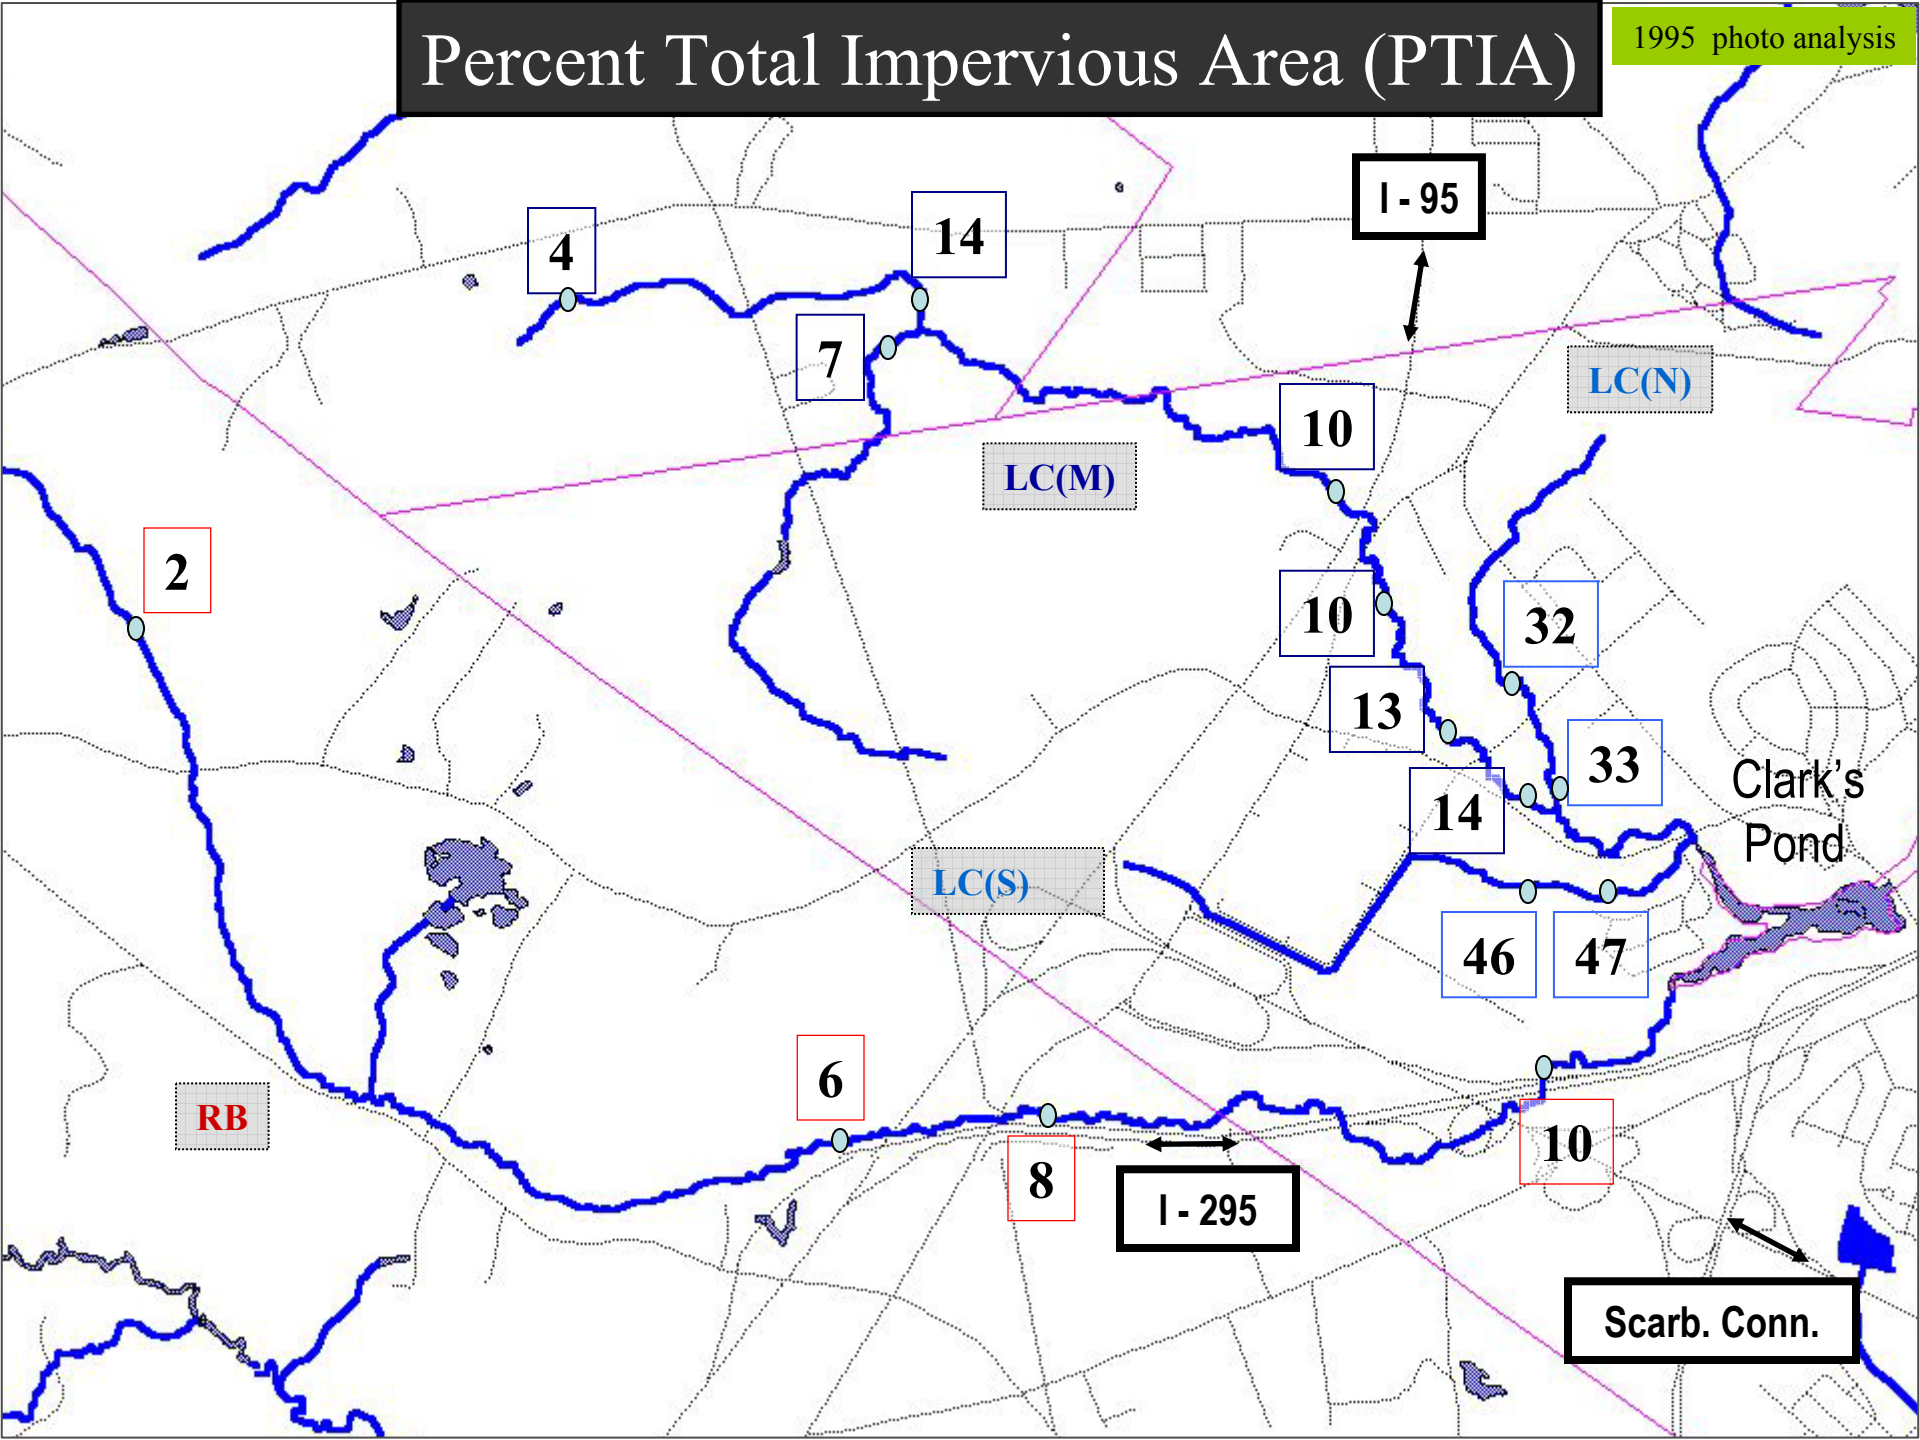 Percent Total Impervious Area (PTIA)
1995 photo analysis
I - 95
4
14
7
LC(N)
10
LC(M)
2
10
32
13
33
Clark's
Pond
14
LC(S)
46
47
6
RB
10
8
I - 295
Scarb. Conn.